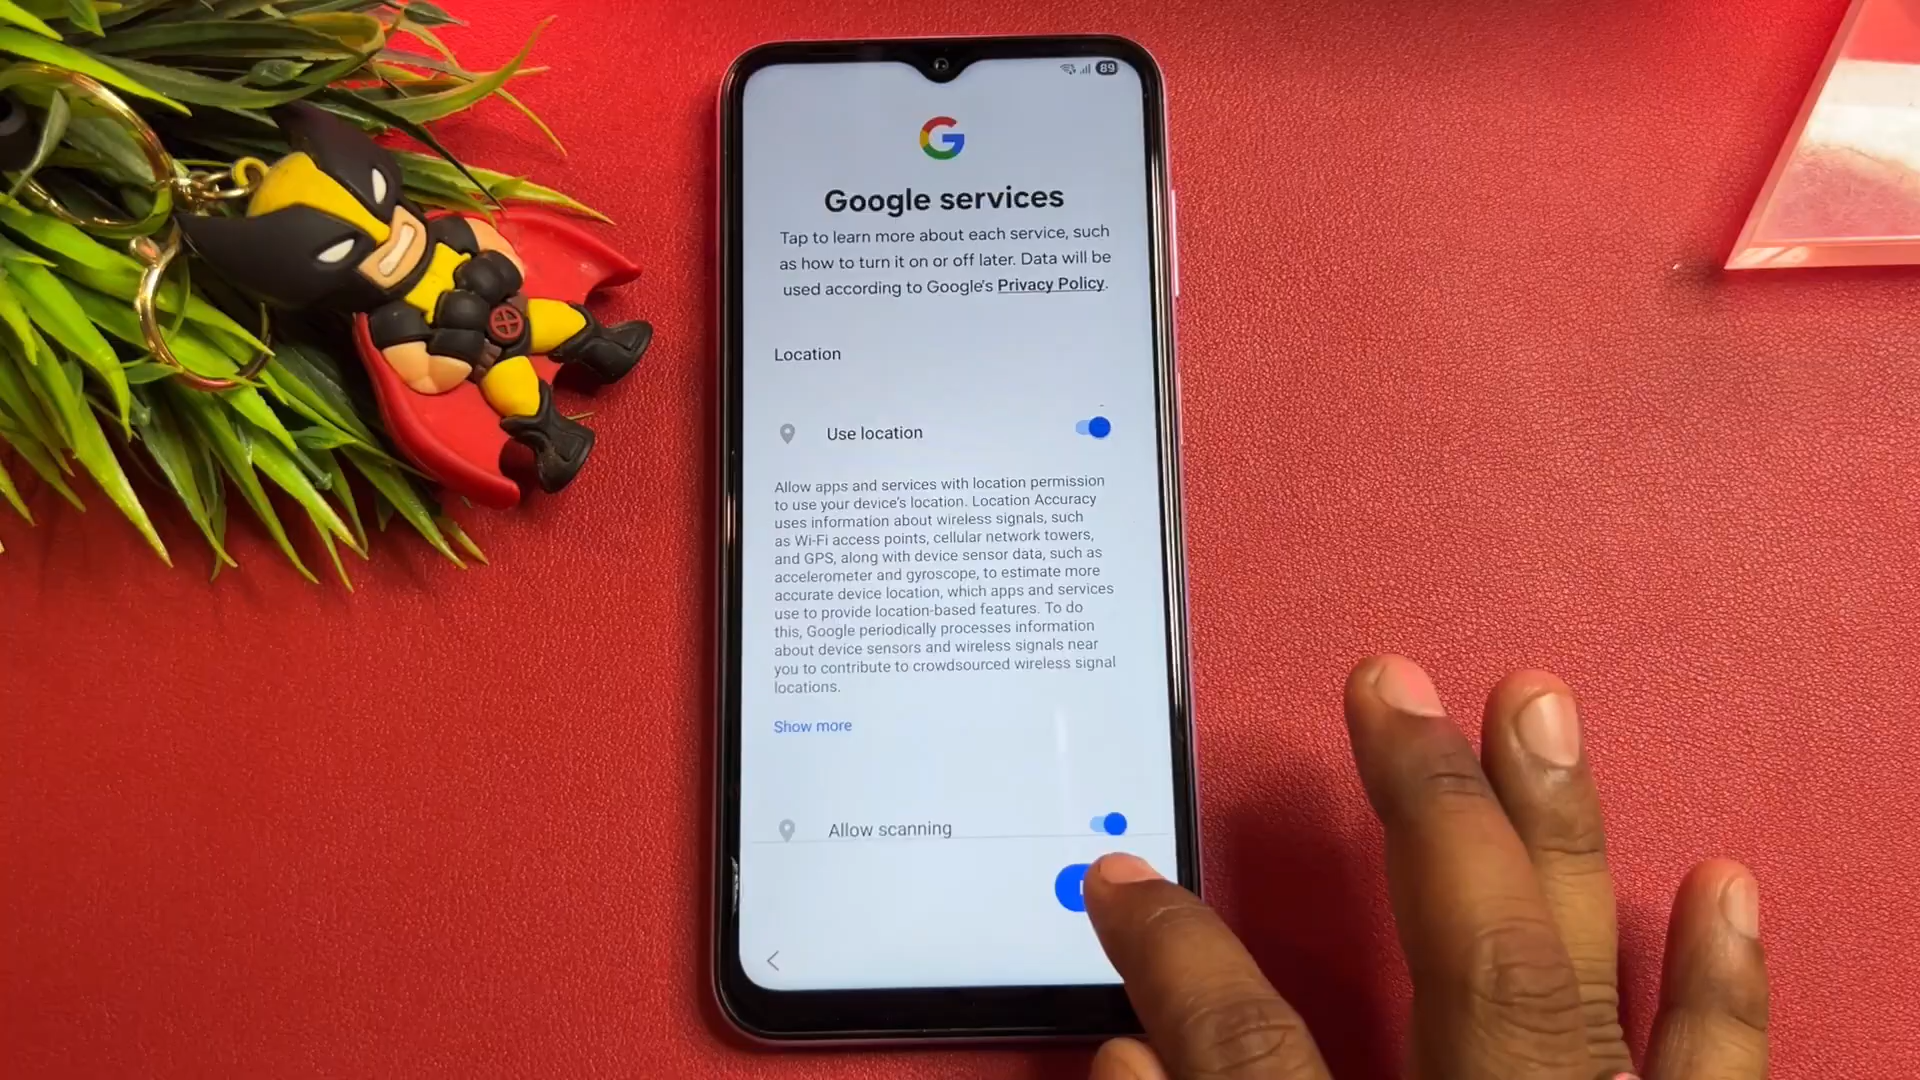 89
Google services
Tap to learn more about each service, such
as how to turn it on or off later. Data will be
used according to Google's Privacy Policy.
Location
Use location
Allow apps and services with location permission
to use your device's location. Location Accuracy
uses information about wireless signals, such
as Wi-Fi access points, cellular network towers,
and GPS, along with device sensor data, such as
accelerometer and gyroscope, to estimate more
accurate device location, which apps and services
use to provide location-based features. To do
this, Google periodically processes information
about device sensors and wireless signals near
you to contribute to crowdsourced wireless signal
locations.
Show more
Allow scanning